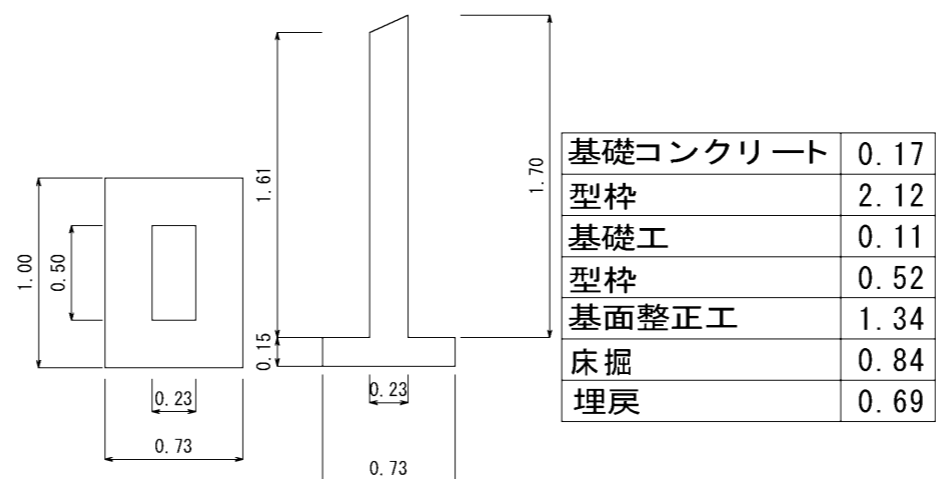 1.00
0.50
0.23
0.73
1.61
0.15
0.23
0.73
1.70
基礎コンクリート 0.17
型枠 2.12
基礎工 0.11
型枠 0.52
基面整正工 1.34
床掘 0.84
埋戻 0.69